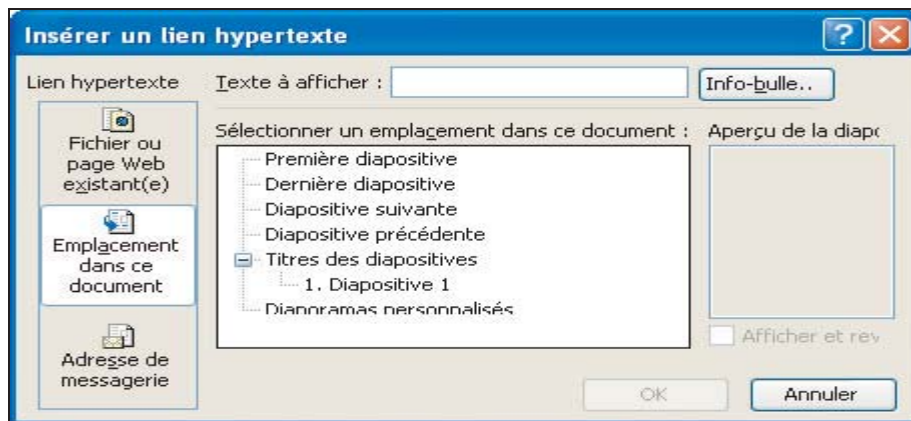 Insérer un lien hypertexte
Lien hypertexte
Texte à afficher :
Info-bulle..
Fichier ou
page Web
existant(e)
Emplacement
dans ce
document
Adresse de
messagerie
Sélectionner un emplacement dans ce document :
Première diapositive
Dernière diapositive
Diapositive suivante
Diapositive précédente
Titres des diapositives
1. Diapositive 1
Diaporamas personnalisés
Aperçu de la diapo
Afficher et rev
OK
Annuler